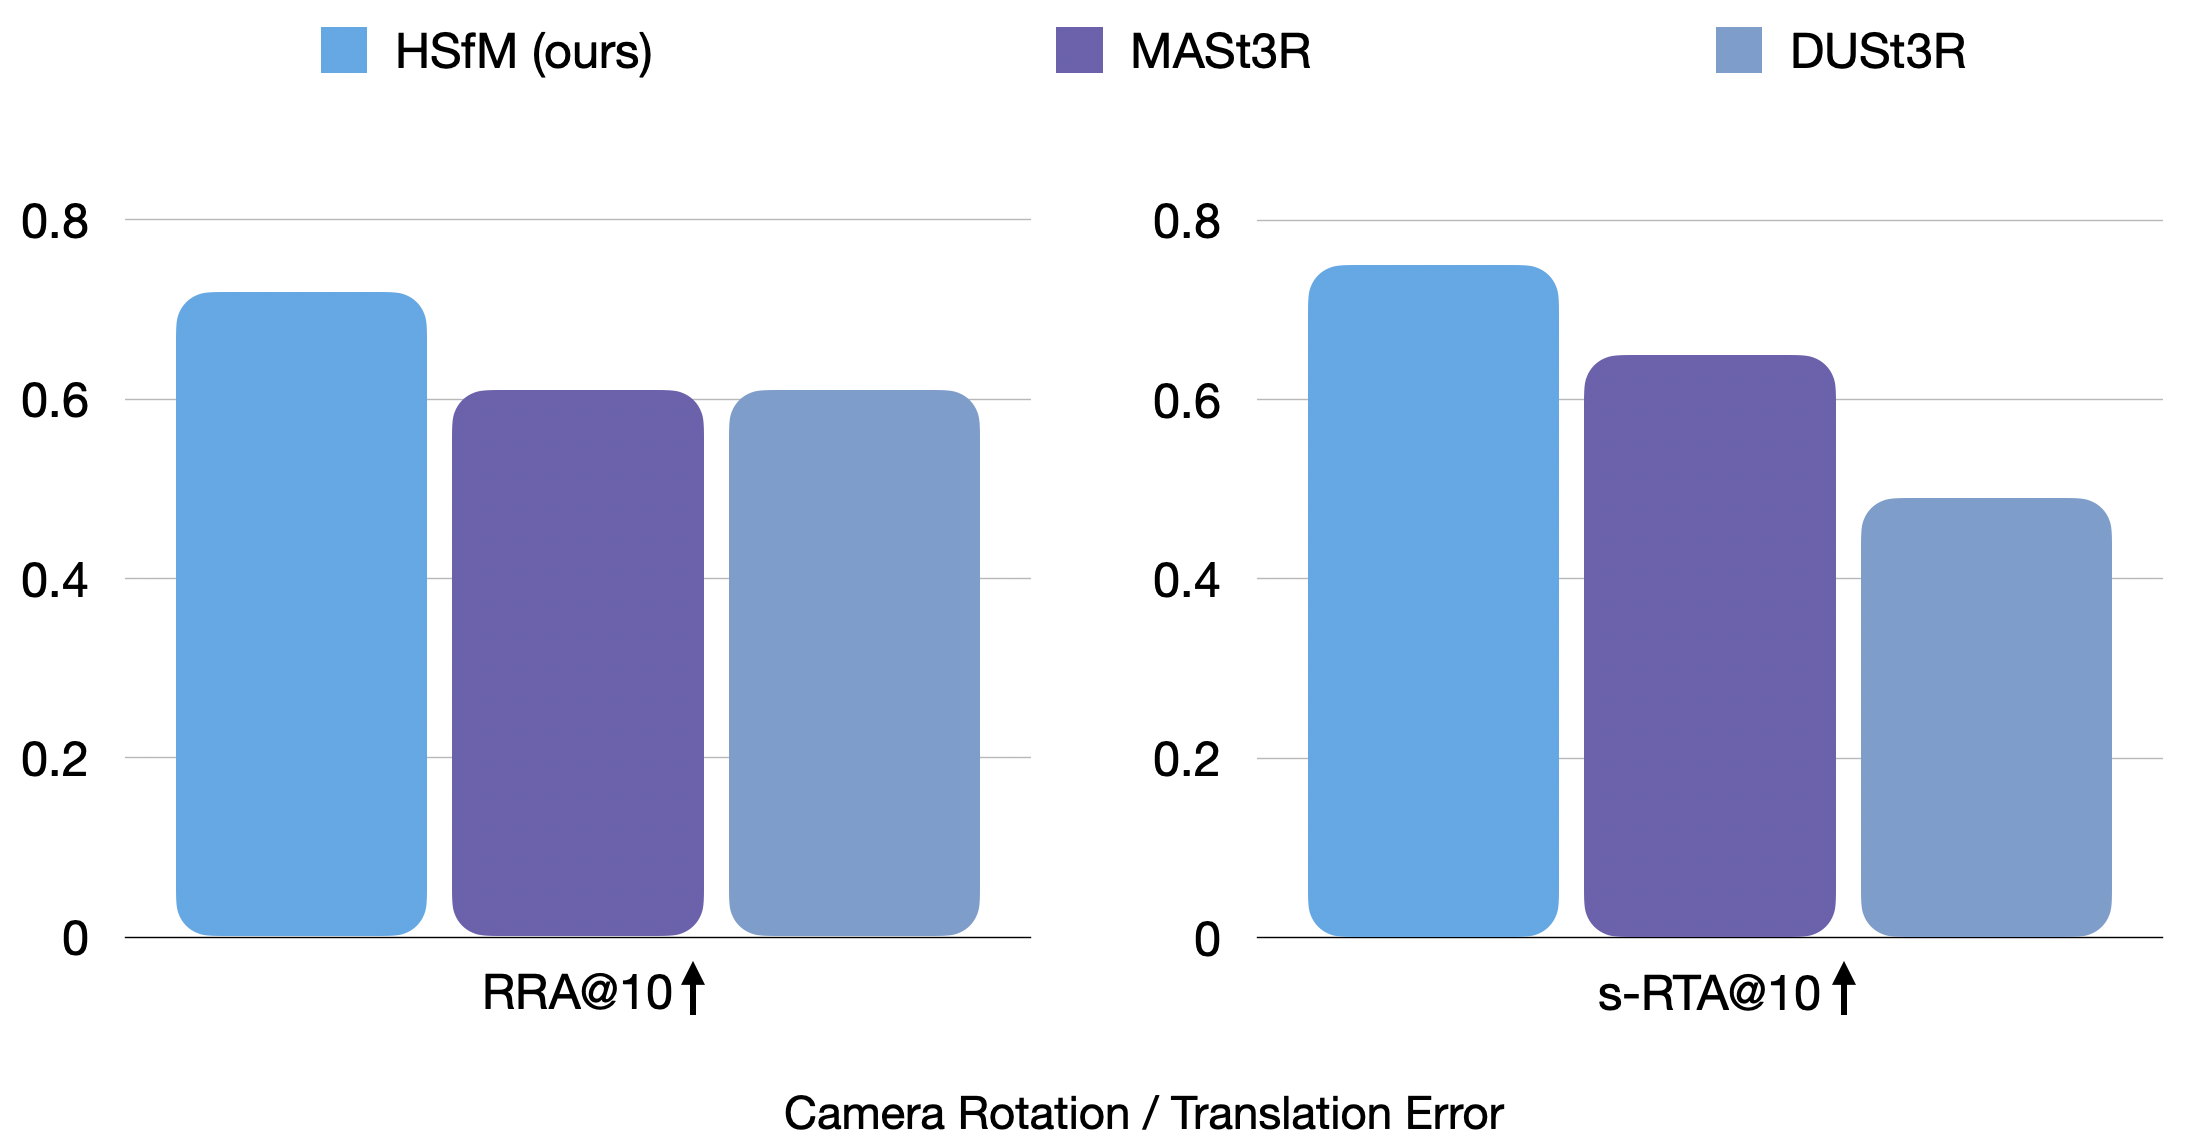 HSfM (ours) MASt3R DUSt3R
0.8
0.6
0.4
0.2
0
RRA@10 ↑
0.8
0.6
0.4
0.2
0
s-RTA@10 ↑
Camera Rotation / Translation Error